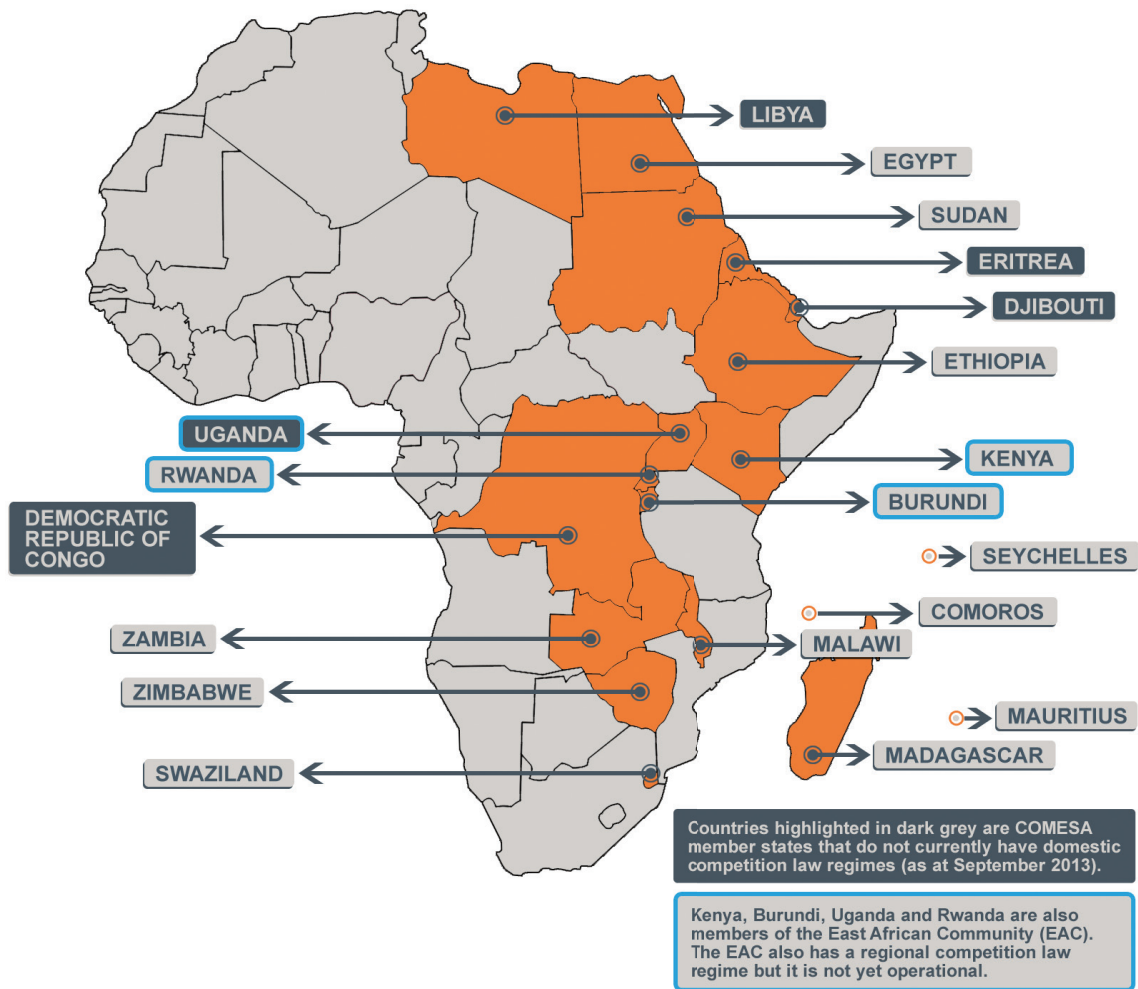 LIBYA
EGYPT
SUDAN
ERITREA
DJIBOUTI
ETHIOPIA
UGANDA
KENYA
RWANDA
BURUNDI
DEMOCRATIC
REPUBLIC OF
CONGO
SEYCHELLES
COMOROS
ZAMBIA
MALAWI
ZIMBABWE
MAURITIUS
MADAGASCAR
SWAZILAND
Countries highlighted in dark grey are COMESA
member states that do not currently have domestic
competition law regimes (as at September 2013).
Kenya, Burundi, Uganda and Rwanda are also
members of the East African Community (EAC).
The EAC also has a regional competition law
regime but it is not yet operational.